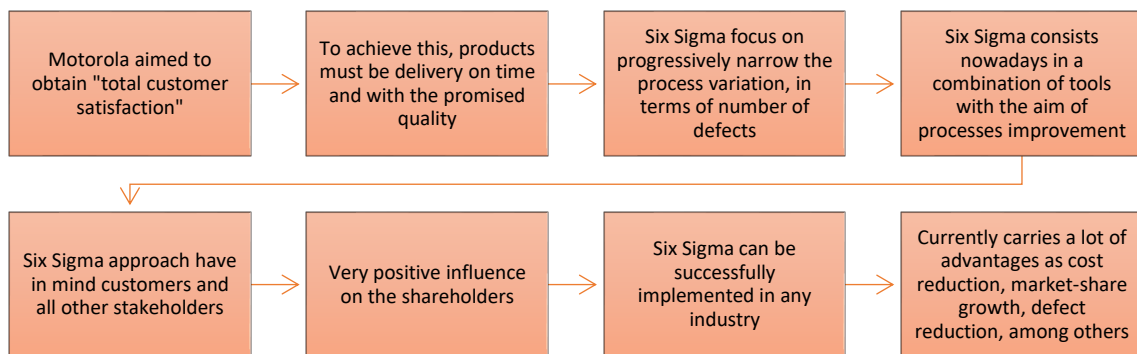 Motorola aimed to
obtain "total customer
satisfaction"
To achieve this, products
must be delivery on time
and with the promised
quality
Six Sigma focus on
progressively narrow the
process variation, in
terms of number of
defects
Six Sigma consists
nowadays in a
combination of tools
with the aim of
processes improvement
Six Sigma approach have
in mind customers and
all other stakeholders
Very positive influence
on the shareholders
Six Sigma can be
successfully
implemented in any
industry
Currently carries a lot of
advantages as cost
reduction, market-share
growth, defect
reduction, among others